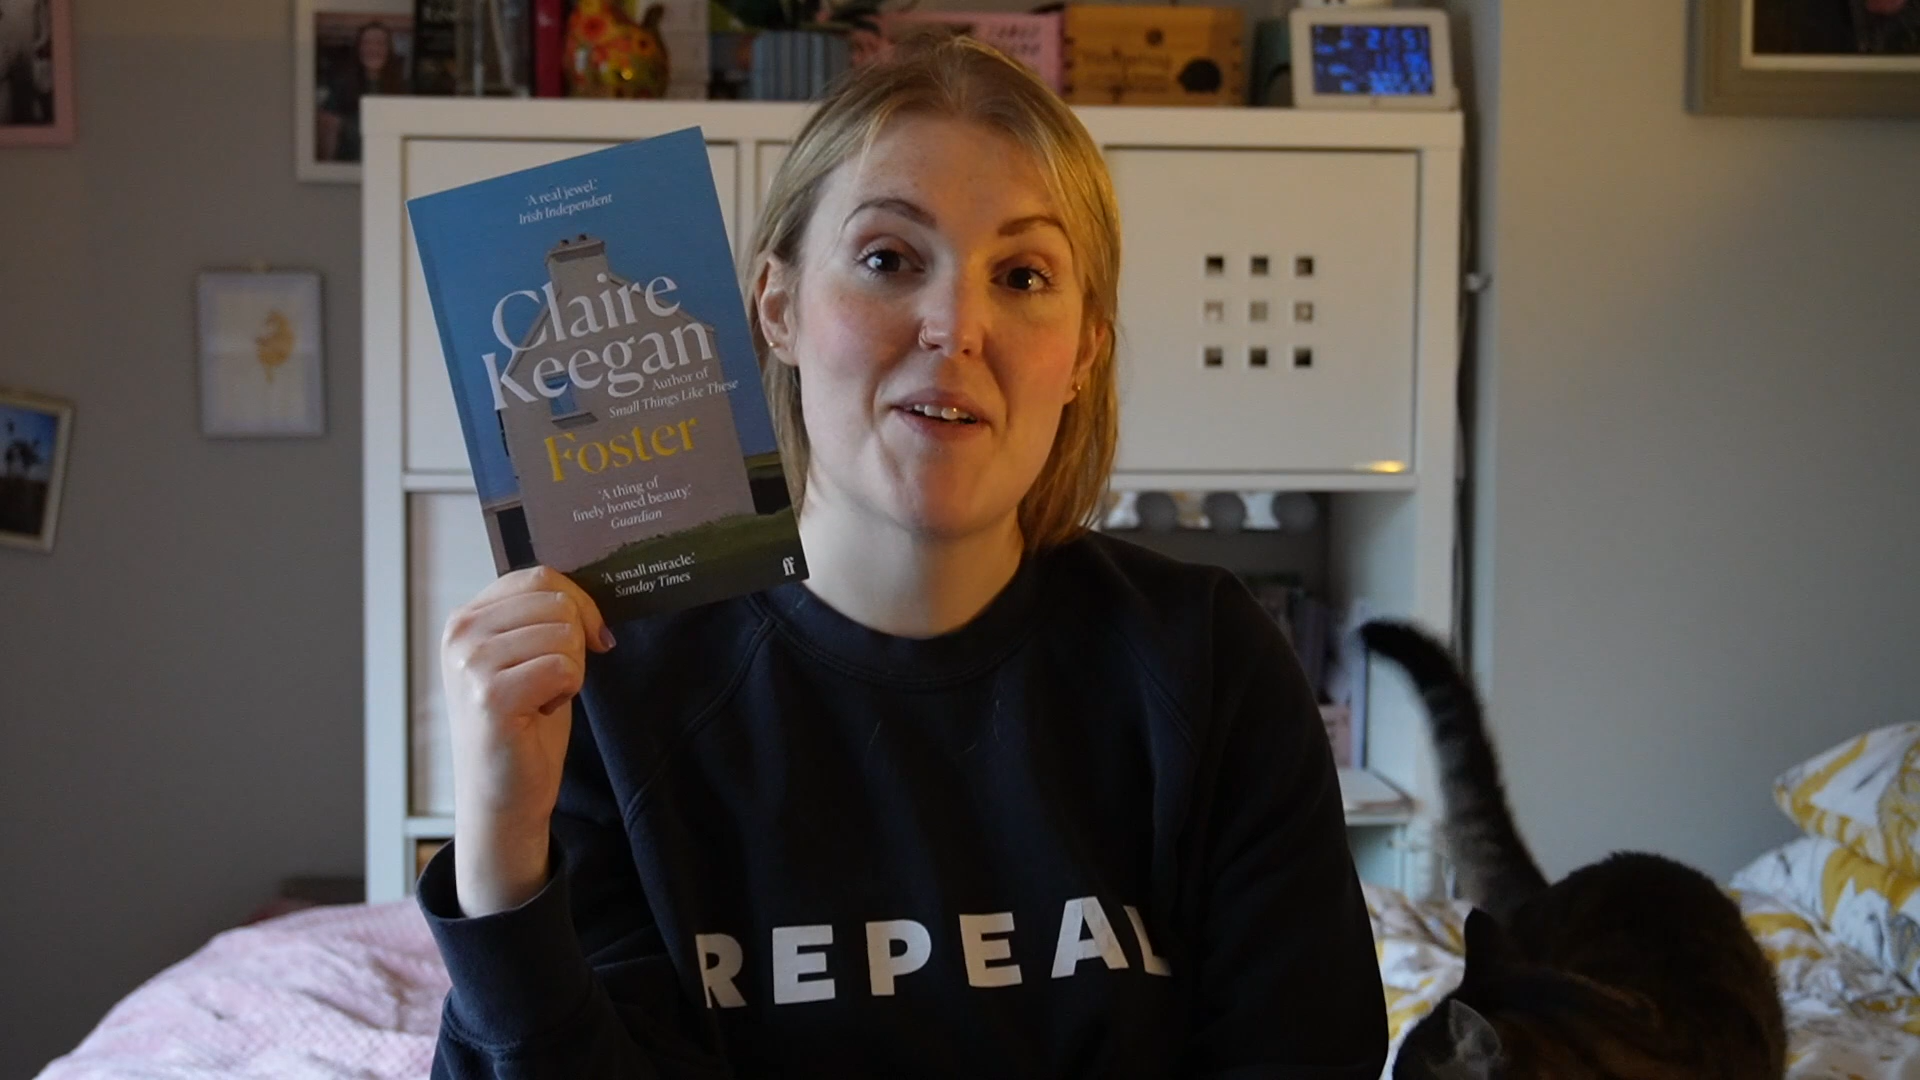 'A real jewel.'
Irish Independent
Claire
Keegan
Author of
Small Things Like These
Foster
'A thing of
finely honed beauty.'
Guardian
'A small miracle.'
Sunday Times
ff
REPEAL